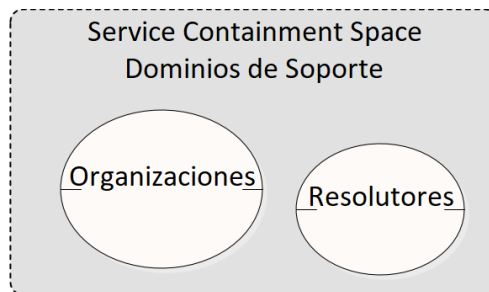 Service Containment Space
Dominios de Soporte
Organizaciones
Resolutores